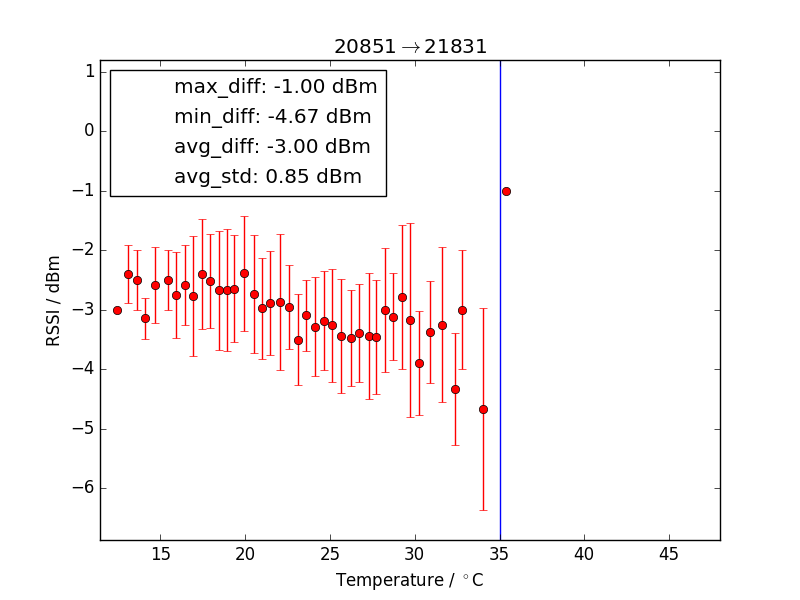 20851→21831
max_diff: -1.00 dBm
min_diff: -4.67 dBm
avg_diff: -3.00 dBm
avg_std: 0.85 dBm
RSSI / dBm
1
0
−1
−2
−3
−4
−5
−6
15 20 25 30 35 40 45
Temperature / °C